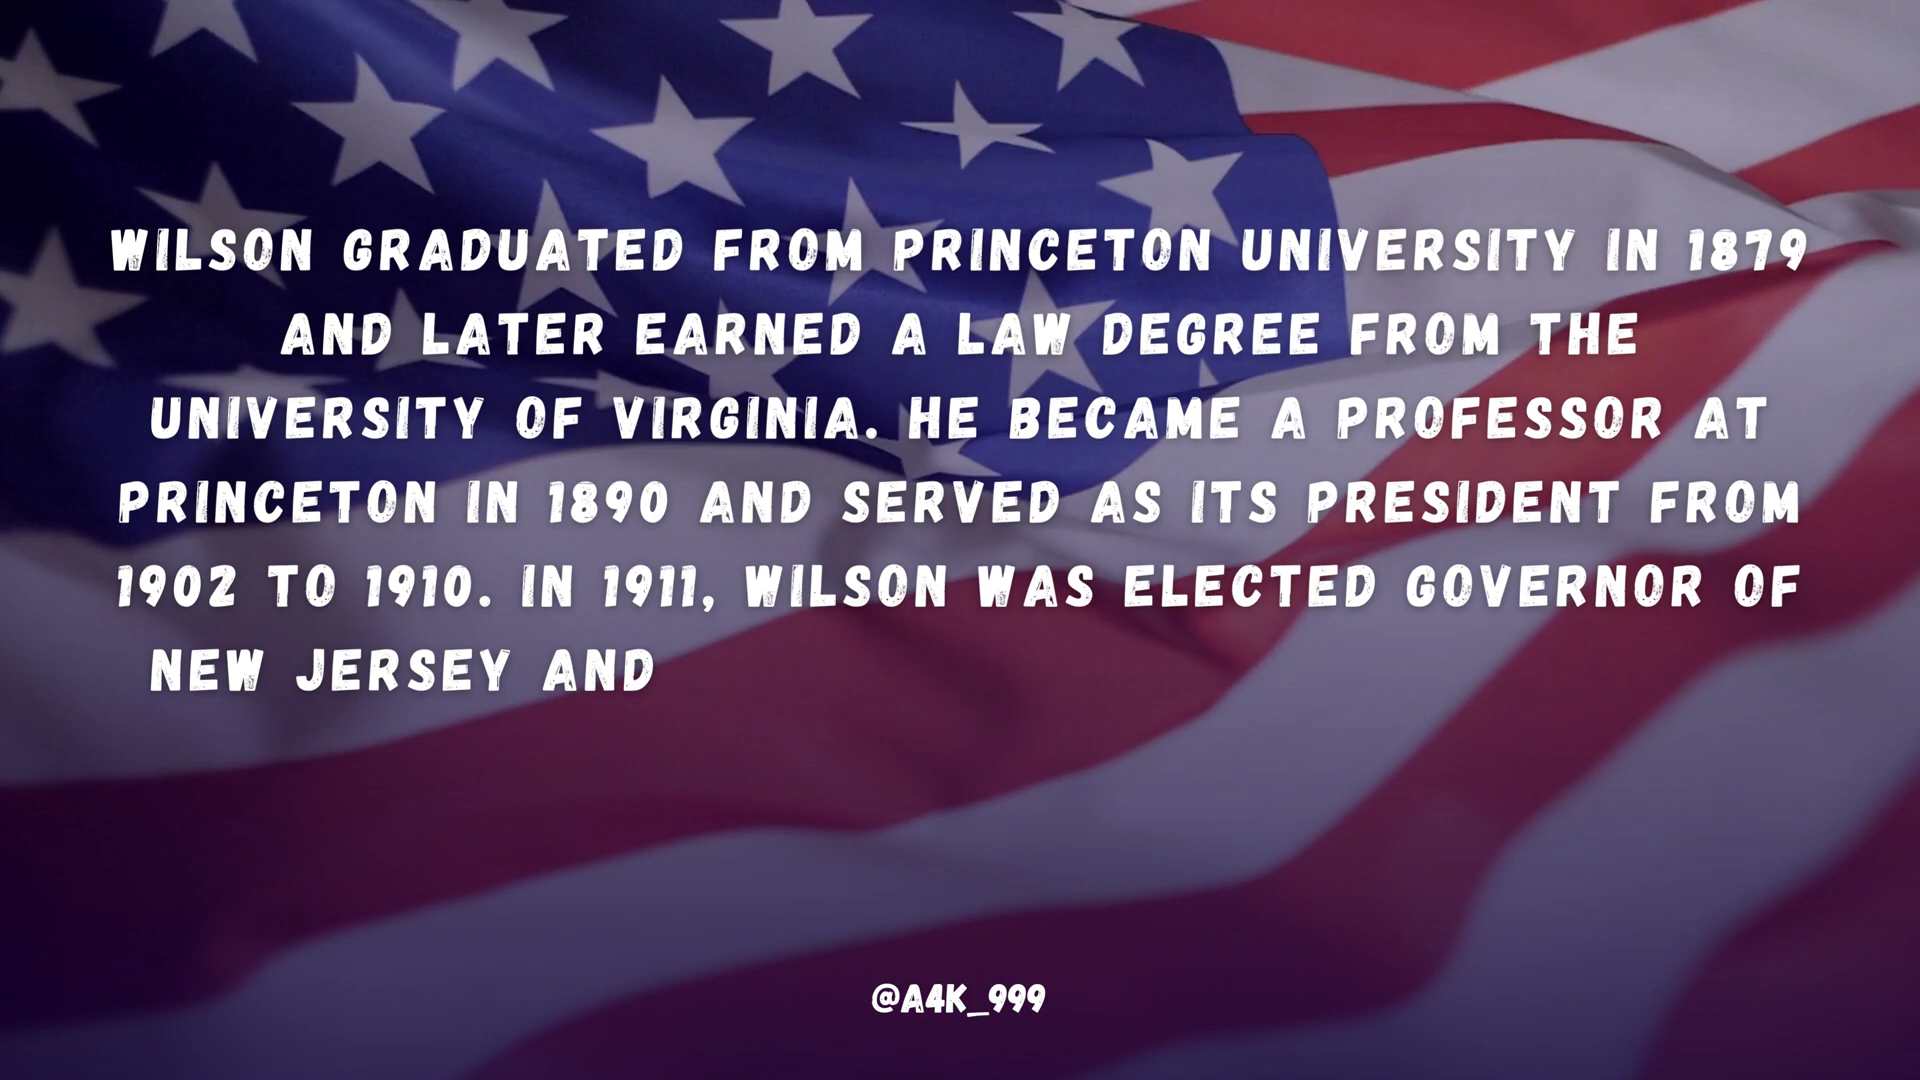 WILSON GRADUATED FROM PRINCETON UNIVERSITY IN 1879
AND LATER EARNED A LAW DEGREE FROM THE
UNIVERSITY OF VIRGINIA. HE BECAME A PROFESSOR AT
PRINCETON IN 1890 AND SERVED AS ITS PRESIDENT FROM
1902 TO 1910. IN 1911, WILSON WAS ELECTED GOVERNOR OF
NEW JERSEY AND
@A4K_999